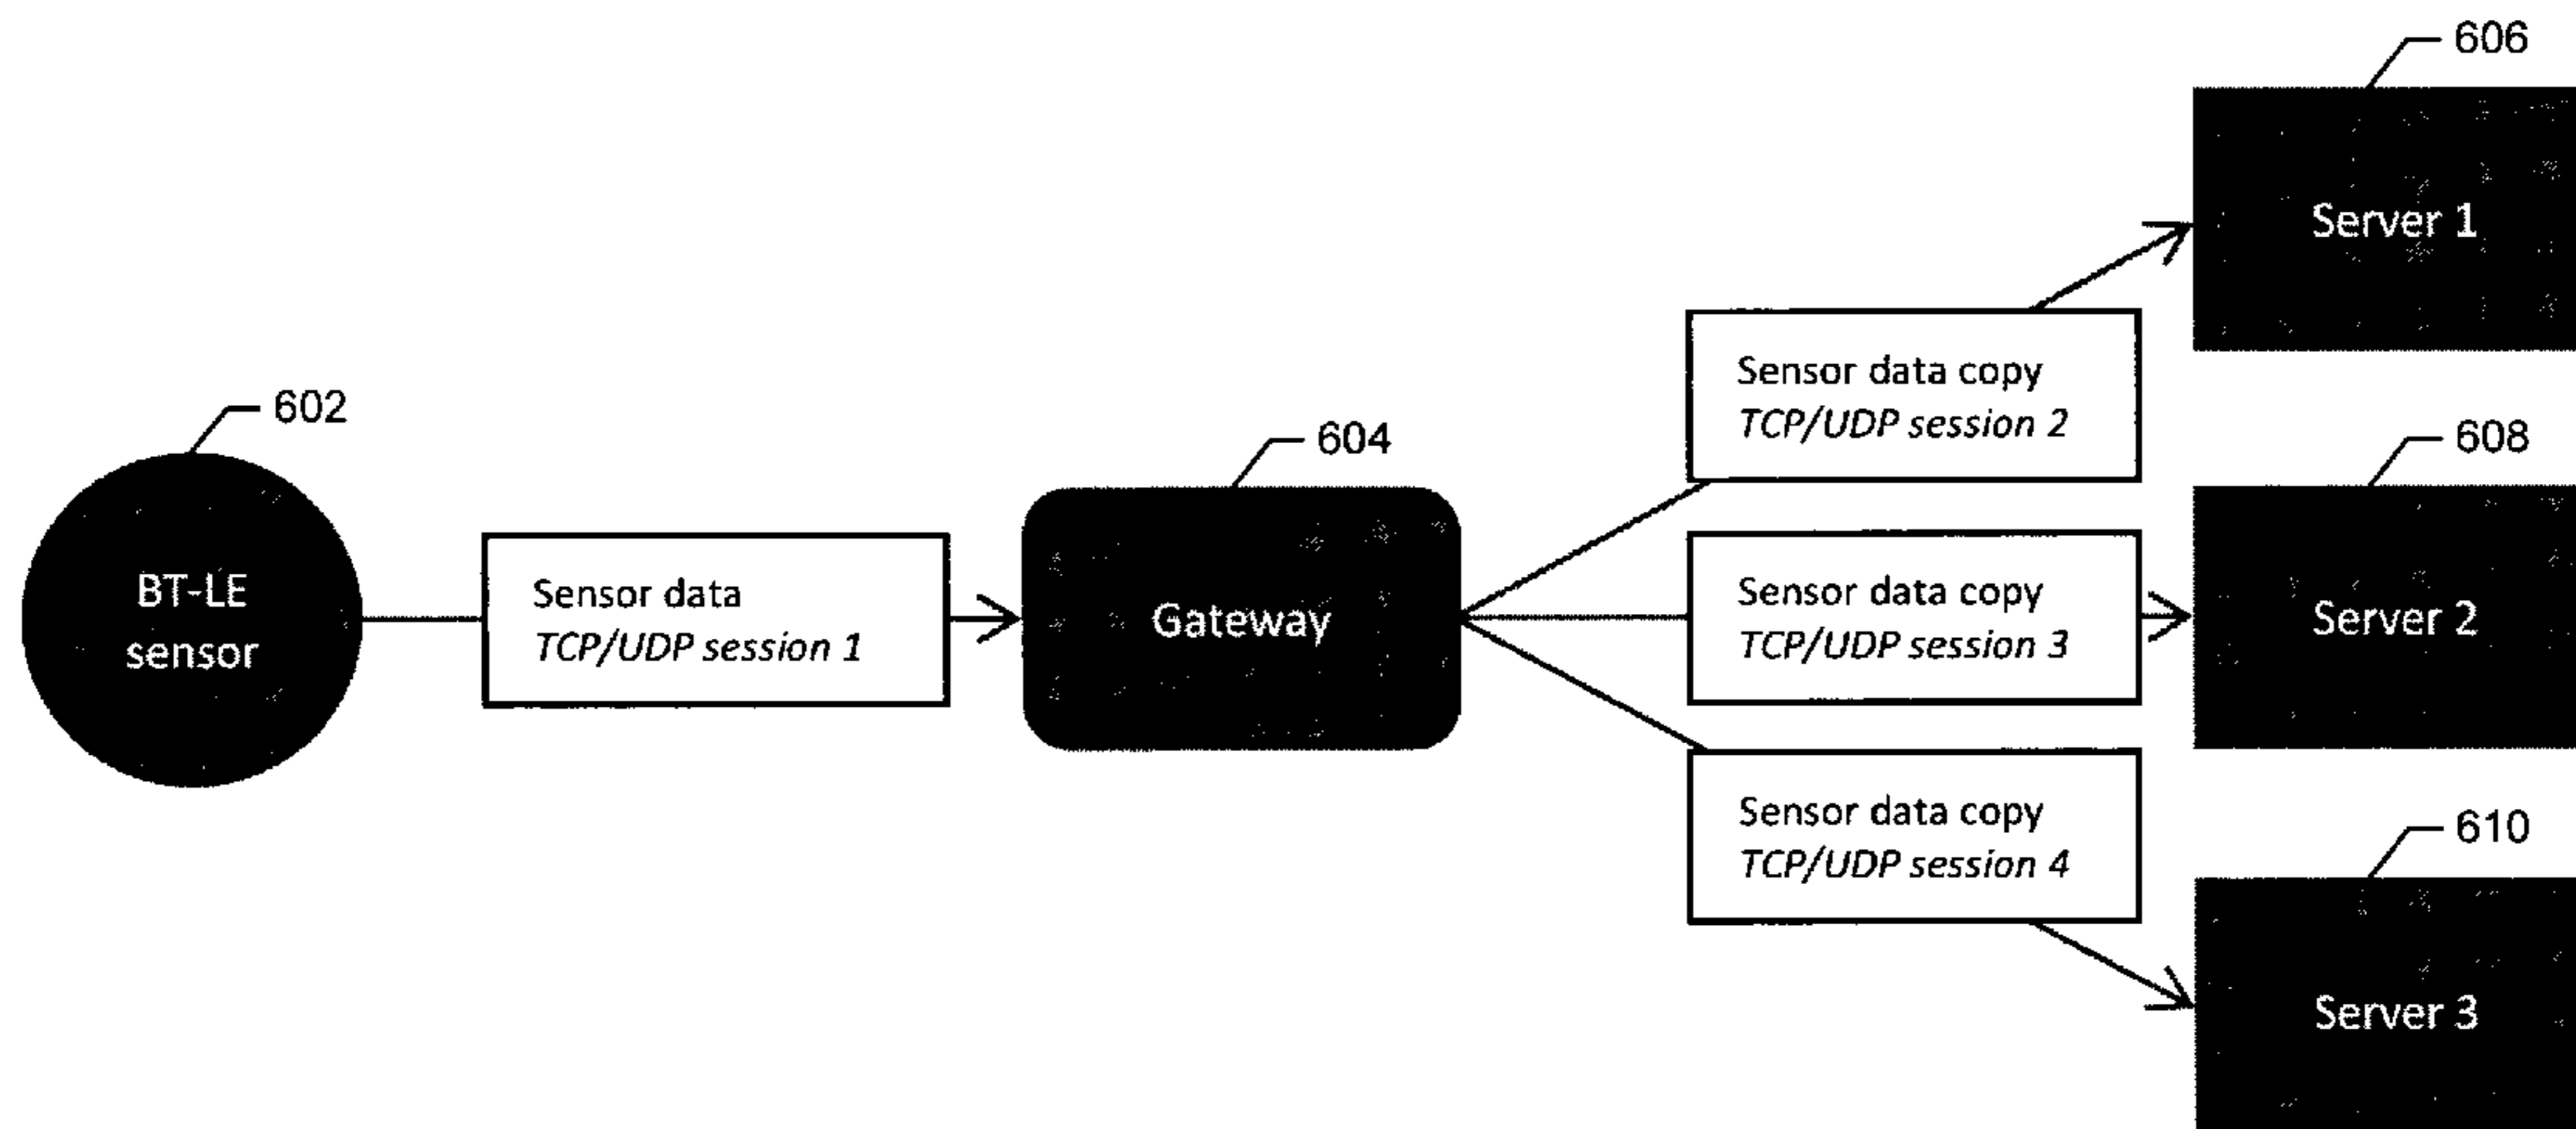 606
Server 1
Sensor data copy
TCP/UDP session 2
602
604
608
BT-LE
sensor
Sensor data
TCP/UDP session 1
Gateway
Sensor data copy
TCP/UDP session 3
Server 2
Sensor data copy
TCP/UDP session 4
610
Server 3